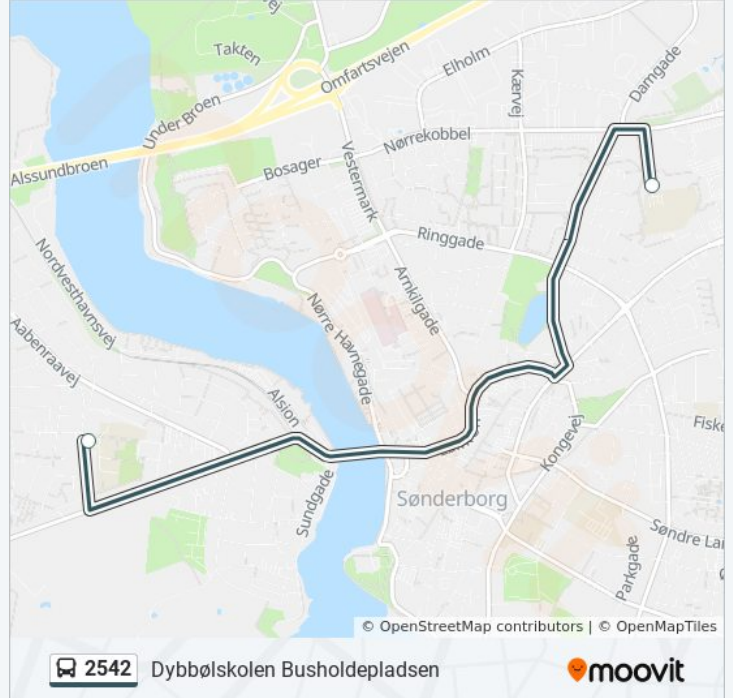 Takten
Omfartsvejen
Elholm
Kærvej
Damgade
Under Broen
Nørrekobbel
Alssundbroen
Bosager
Vestermark
Ringgade
Nordvesthavnsvej
Arnkilgade
Nørre Havnegade
Aabenraavej
Alsion
Kongevej
Fiske
Sundgade
Sønderborg
Søndre Lan
Parkgade
© OpenStreetMap contributors | © OpenMapTiles
2542 Dybbølskolen Busholdepladsen moovit